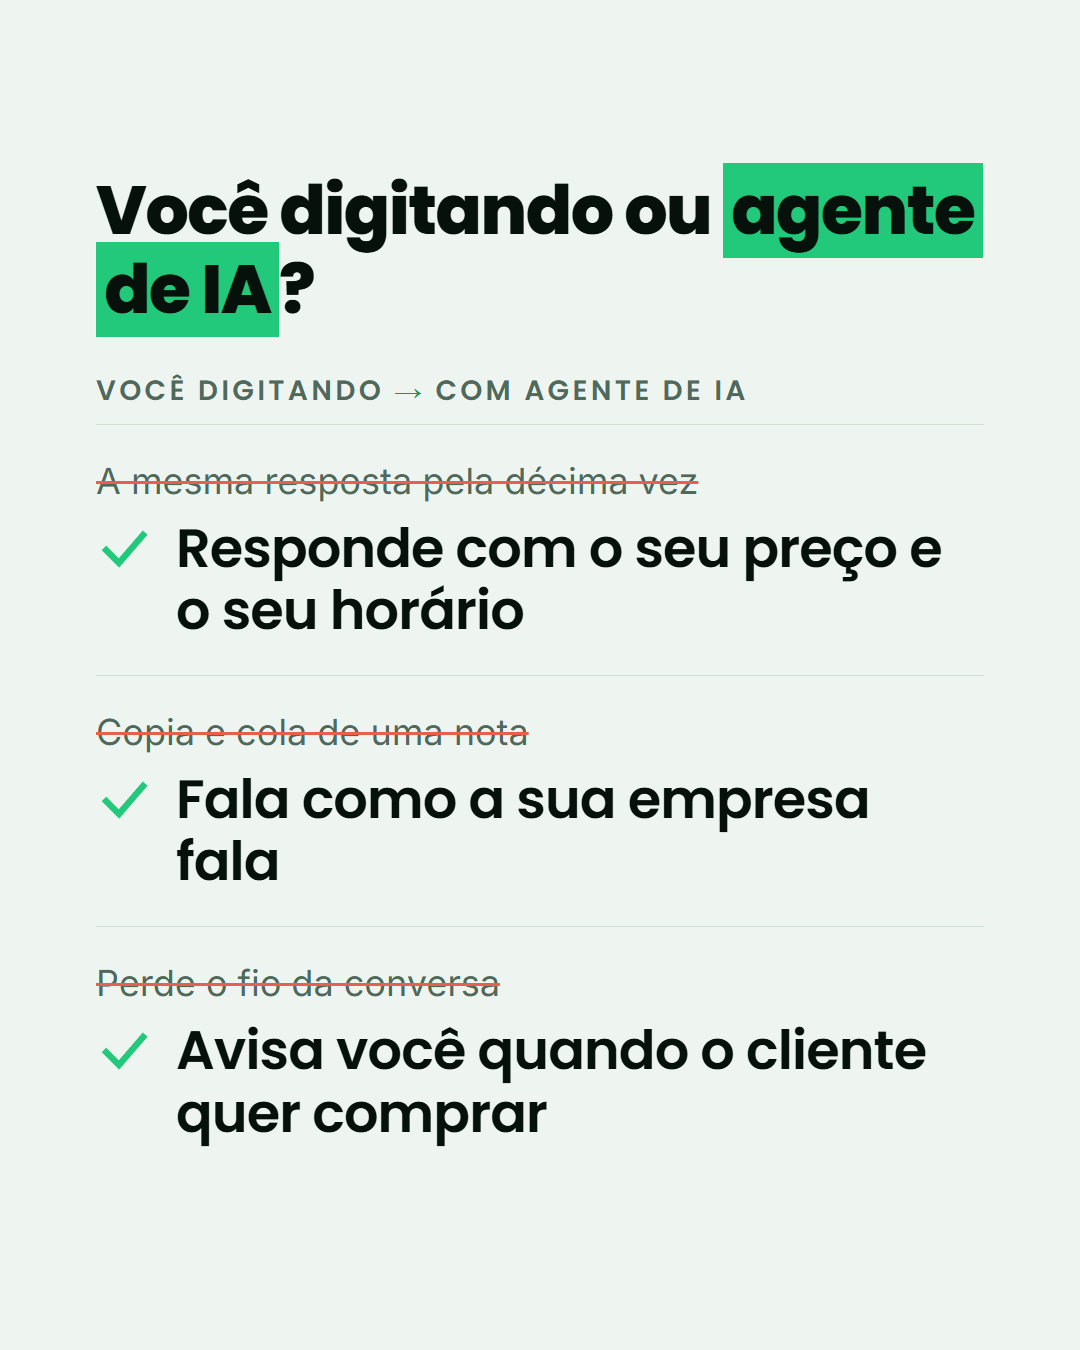 Você digitando ou agente
de IA?
VOCÊ DIGITANDO → COM AGENTE DE IA
A mesma resposta pela décima vez
Responde com o seu preço e
o seu horário
Copia e cola de uma nota
Fala como a sua empresa
fala
Perde o fio da conversa
Avisa você quando o cliente
quer comprar